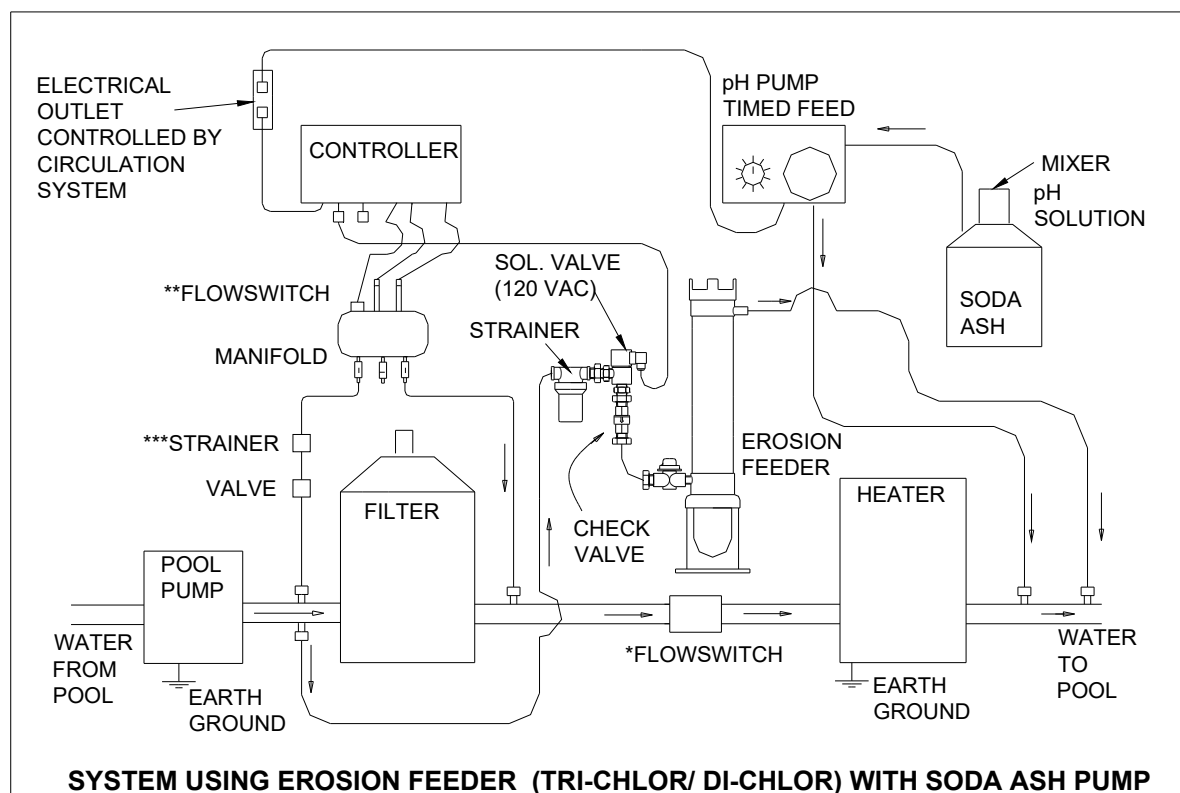 ELECTRICAL
OUTLET
CONTROLLED BY
CIRCULATION
SYSTEM
CONTROLLER
pH PUMP
TIMED FEED
MIXER
pH
SOLUTION
SODA
ASH
SOL. VALVE
(120 VAC)
**FLOWSWITCH
STRAINER
MANIFOLD
***STRAINER
VALVE
FILTER
EROSION
FEEDER
HEATER
CHECK
VALVE
POOL
PUMP
WATER
FROM
POOL
EARTH
GROUND
*FLOWSWITCH
EARTH
GROUND
WATER
TO
POOL
SYSTEM USING EROSION FEEDER (TRI-CHLOR/ DI-CHLOR) WITH SODA ASH PUMP